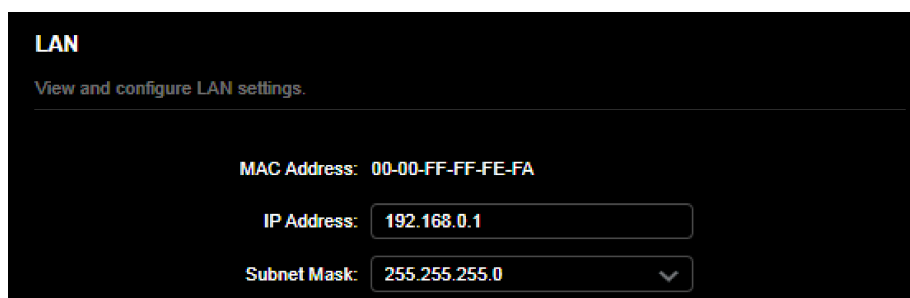 LAN
View and configure LAN settings.
MAC Address: 00-00-FF-FF-FE-FA
IP Address: 192.168.0.1
Subnet Mask: 255.255.255.0